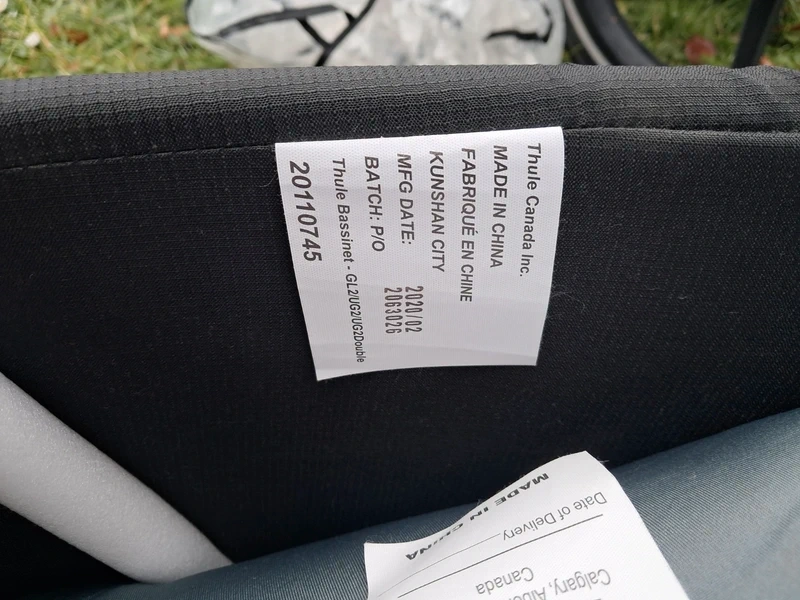 Thule Canada Inc.
MADE IN CHINA
FABRIQUÉ EN CHINE
KUNSHAN CITY
MFG DATE: 2020/02
BATCH: P/O 2063026
Thule Bassinet - GL2/UG2/UG2Double
20110745
Calgary,
Canada
Date of Delivery
MADE IN CHINA